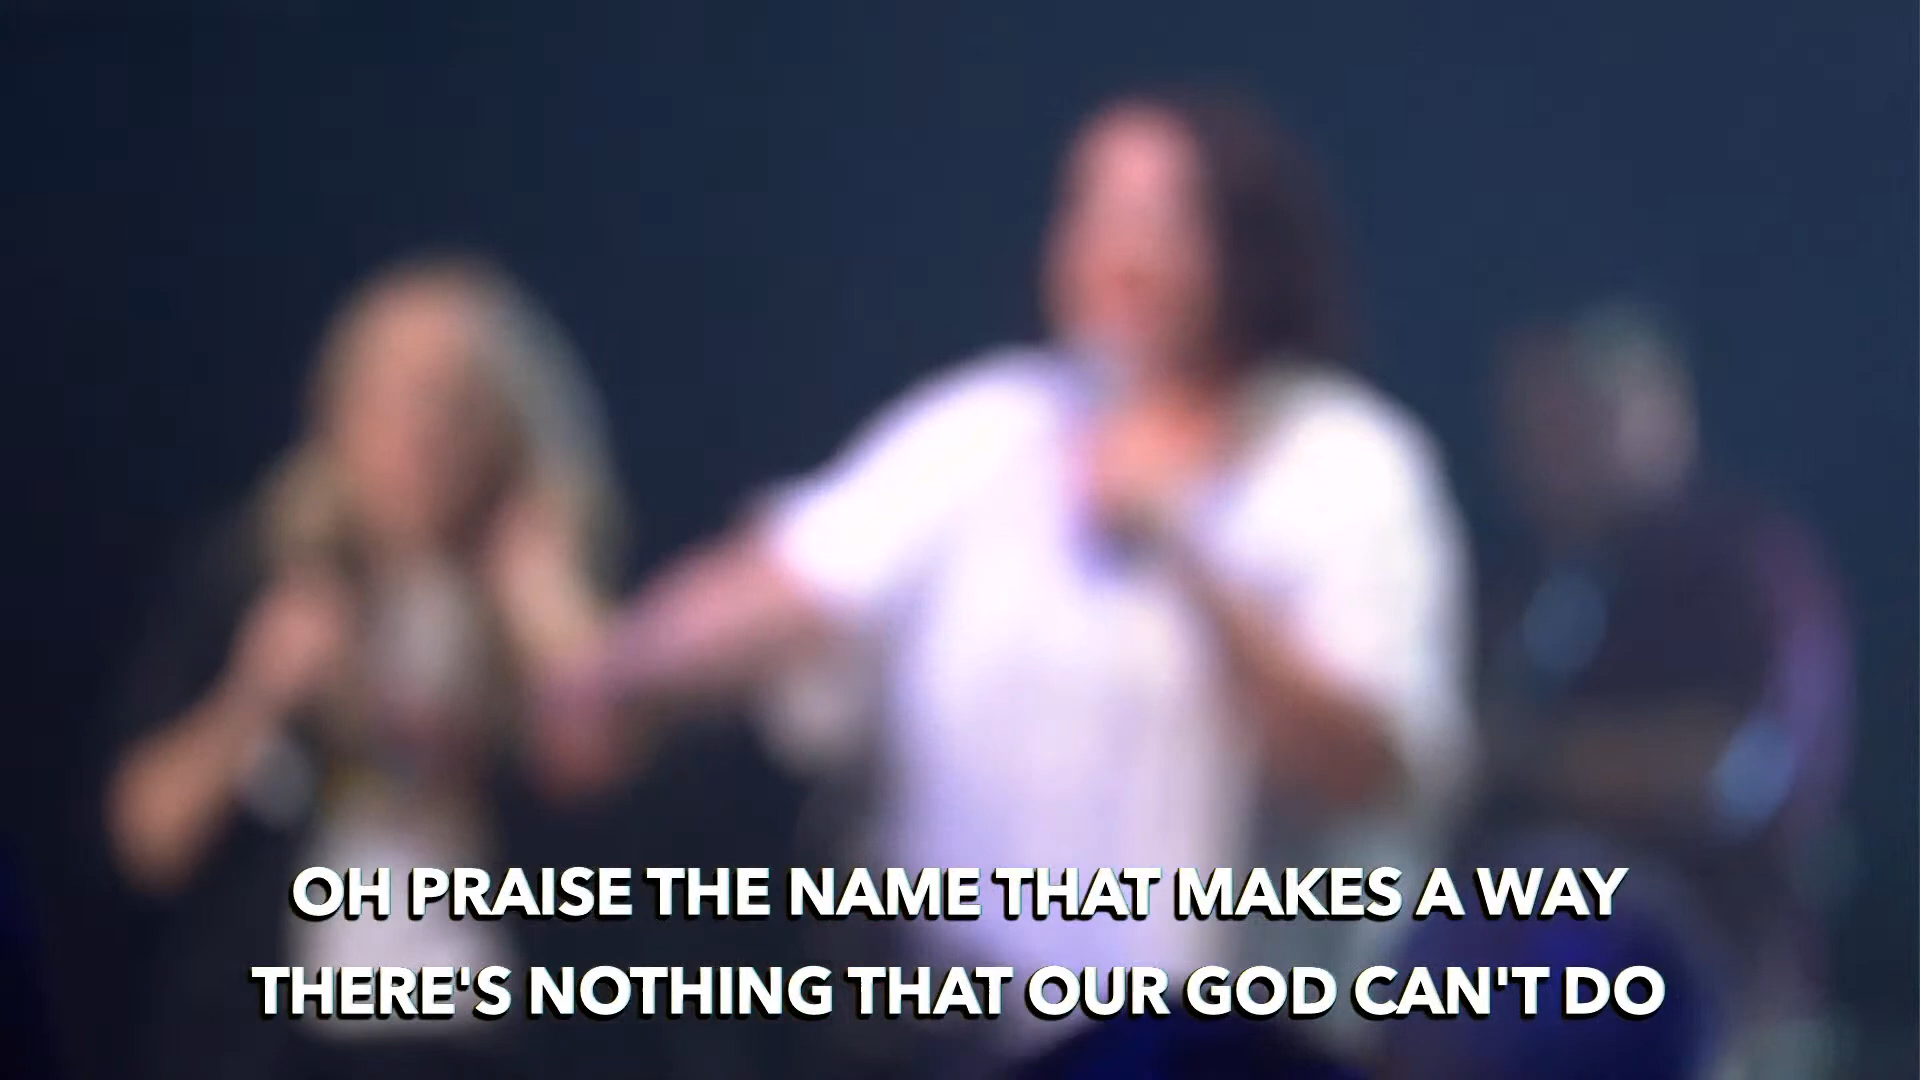 OH PRAISE THE NAME THAT MAKES A WAY
THERE'S NOTHING THAT OUR GOD CAN'T DO